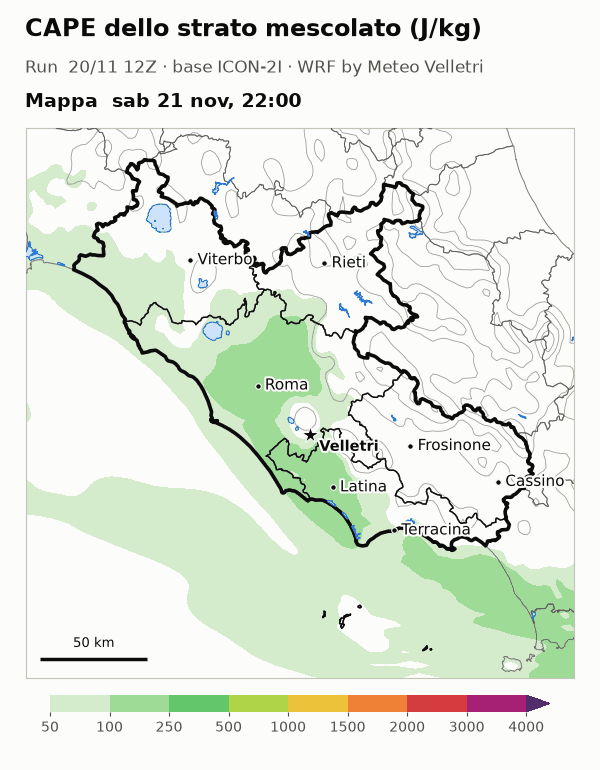 CAPE dello strato mescolato (J/kg)
Run  20/11 12Z · base ICON-2I · WRF by Meteo Velletri
Mappa  sab 21 nov, 22:00
Viterbo
Rieti
Roma
Velletri
Frosinone
Cassino
Latina
Terracina
50 km
50 100 250 500 1000 1500 2000 3000 4000